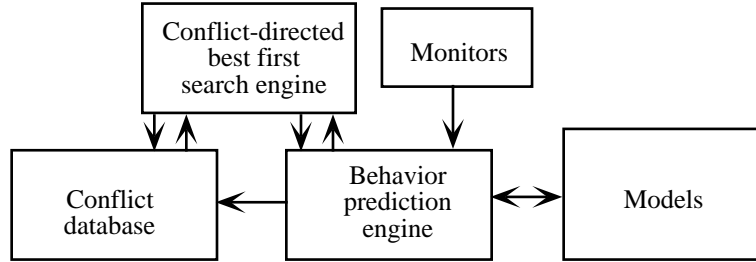 Conflict-directed
best first
search engine
Monitors
Conflict
database
Behavior
prediction
engine
Models